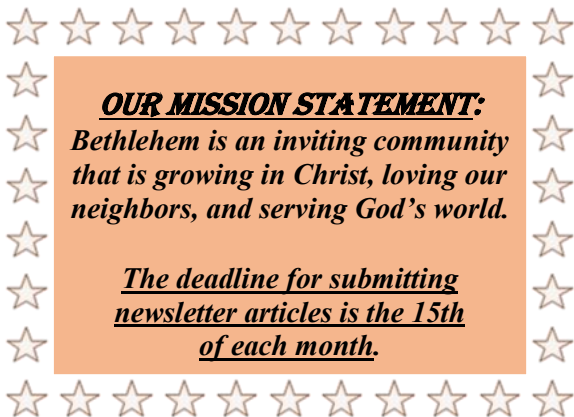 OUR MISSION STATEMENT:
Bethlehem is an inviting community
that is growing in Christ, loving our
neighbors, and serving God’s world.
The deadline for submitting
newsletter articles is the 15th
of each month.